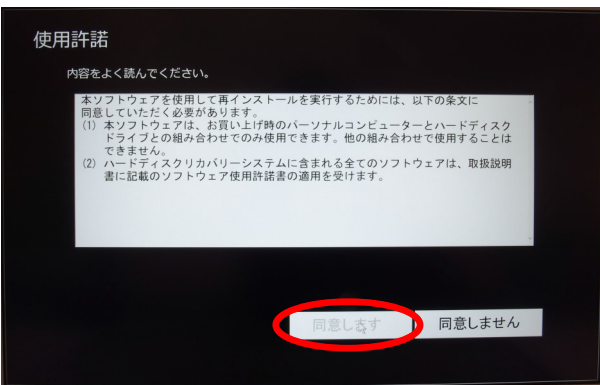 使用許諾
内容をよく読んでください。
本ソフトウェアを使用して再インストールを実行するためには、以下の条文に
同意していただく必要があります。
(1) 本ソフトウェアは、お買い上げ時のパーソナルコンピューターとハードディスク
ドライブとの組み合わせでのみ使用できます。他の組み合わせで使用することは
できません。
(2) ハードディスクリカバリーシステムに含まれる全てのソフトウェアは、取扱説明
書に記載のソフトウェア使用許諾書の適用を受けます。
同意します
同意しません